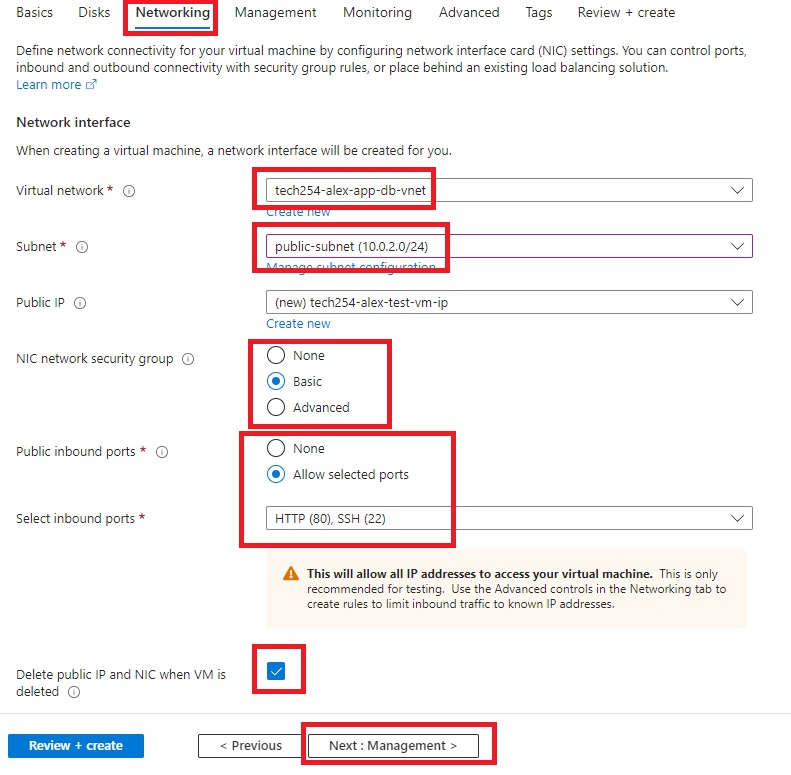 Basics Disks Networking Management Monitoring Advanced Tags Review + create
Define network connectivity for your virtual machine by configuring network interface card (NIC) settings. You can control ports,
inbound and outbound connectivity with security group rules, or place behind an existing load balancing solution.
Learn more
Network interface
When creating a virtual machine, a network interface will be created for you.
Virtual network *
tech254-alex-app-db-vnet
Create new
Subnet *
public-subnet (10.0.2.0/24)
Manage subnet configuration
Public IP
(new) tech254-alex-test-vm-ip
Create new
NIC network security group
None
Basic
Advanced
Public inbound ports *
None
Allow selected ports
Select inbound ports *
HTTP (80), SSH (22)
This will allow all IP addresses to access your virtual machine. This is only
recommended for testing. Use the Advanced controls in the Networking tab to
create rules to limit inbound traffic to known IP addresses.
Delete public IP and NIC when VM is
deleted
Review + create
< Previous
Next : Management >